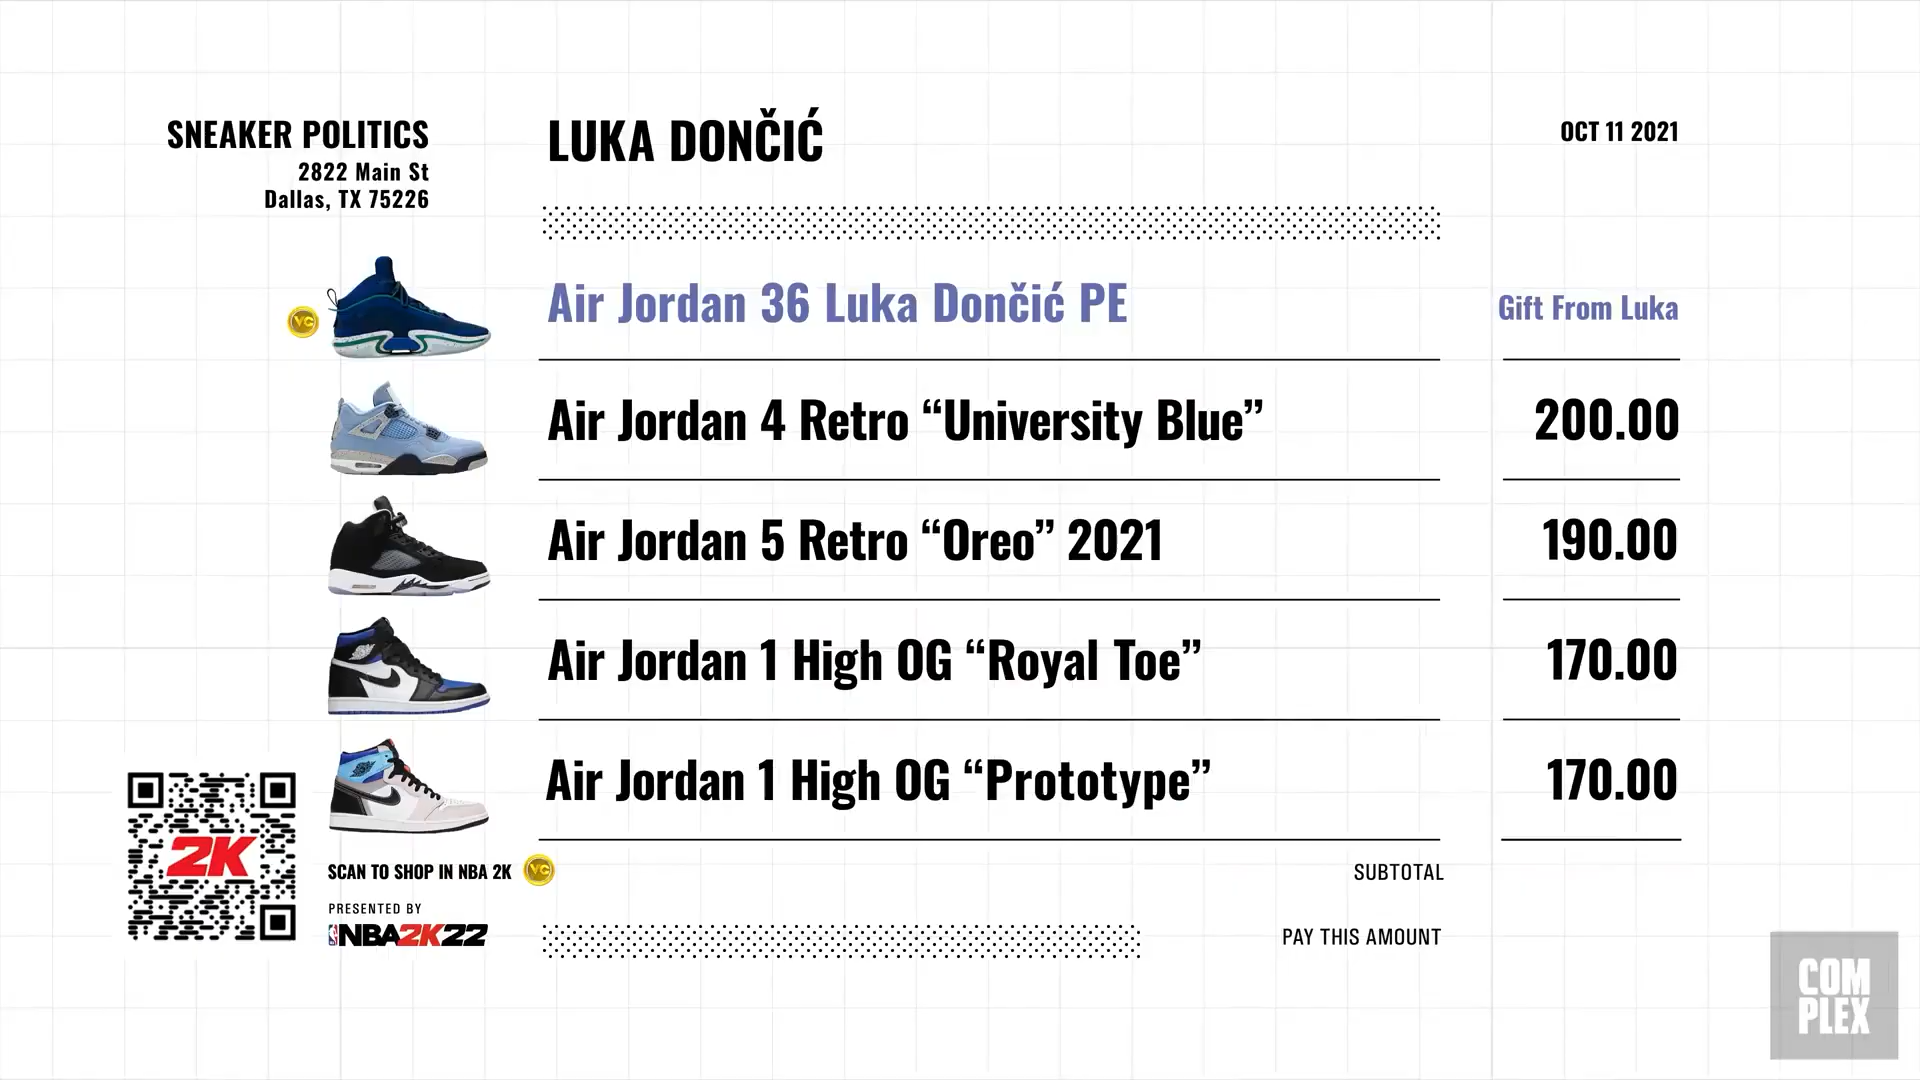 SNEAKER POLITICS
2822 Main St
Dallas, TX 75226
LUKA DONČIĆ
OCT 11 2021
Air Jordan 36 Luka Dončić PE
Gift From Luka
VC
Air Jordan 4 Retro “University Blue”
200.00
Air Jordan 5 Retro “Oreo” 2021
190.00
Air Jordan 1 High OG “Royal Toe”
170.00
Air Jordan 1 High OG “Prototype”
170.00
2K
SCAN TO SHOP IN NBA 2K
VC
PRESENTED BY
NBA2K22
SUBTOTAL
PAY THIS AMOUNT
COM
PLEX